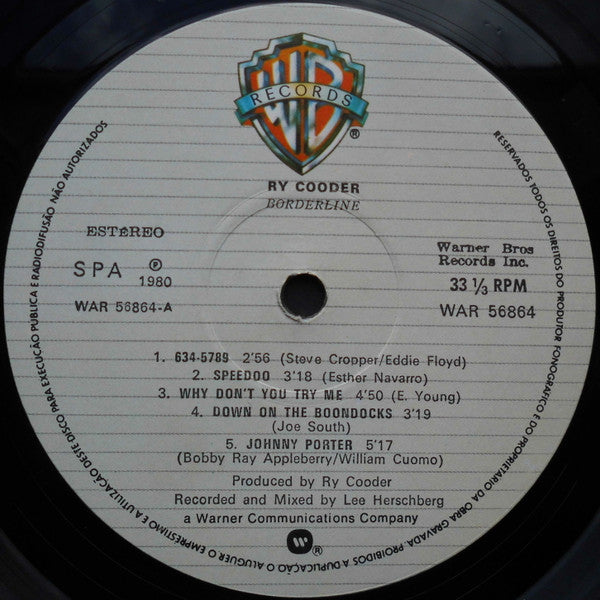 WB
RECORDS
®
RY COODER
BORDERLINE
ESTéREO
SPA ℗ 1980
WAR 56864-A
Warner Bros
Records Inc.
33 ⅓ RPM
WAR 56864
1. 634-5789 2'56 (Steve Cropper/Eddie Floyd)
2. SPEEDOO 3'18 (Esther Navarro)
3. WHY DON'T YOU TRY ME 4'50 (E. Young)
4. DOWN ON THE BOONDOCKS 3'19
(Joe South)
5. JOHNNY PORTER 5'17
(Bobby Ray Appleberry/William Cuomo)
Produced by Ry Cooder
Recorded and Mixed by Lee Herschberg
a Warner Communications Company
®
RESERVADOS TODOS OS DIREITOS DO PRODUTOR FONOGRAFICO E DO PROPRIETARIO DA OBRA GRAVADA. PROIBIDOS A DUPLICAÇÃO O ALUGUER O EMPRESTIMO E A UTILIZAÇÃO DESTE DISCO PARA EXECUÇÃO PUBLICA E RADIODIFUSÃO NÃO AUTORIZADOS